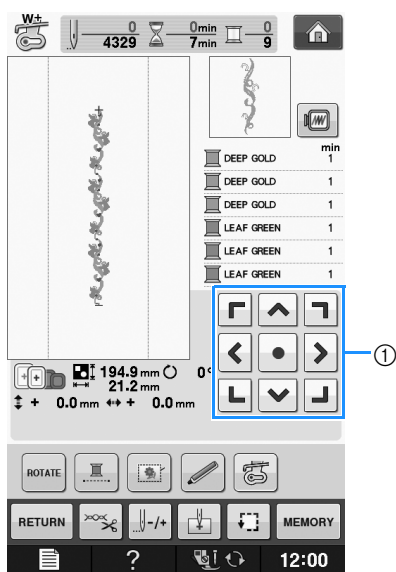 W+
0 0min 0
4329 7min 9
min
DEEP GOLD 1
DEEP GOLD 1
DEEP GOLD 1
LEAF GREEN 1
LEAF GREEN 1
LEAF GREEN 1
①
194.9 mm 0°
21.2 mm
+ 0.0 mm + 0.0 mm
ROTATE
RETURN -/+ MEMORY
? 12:00